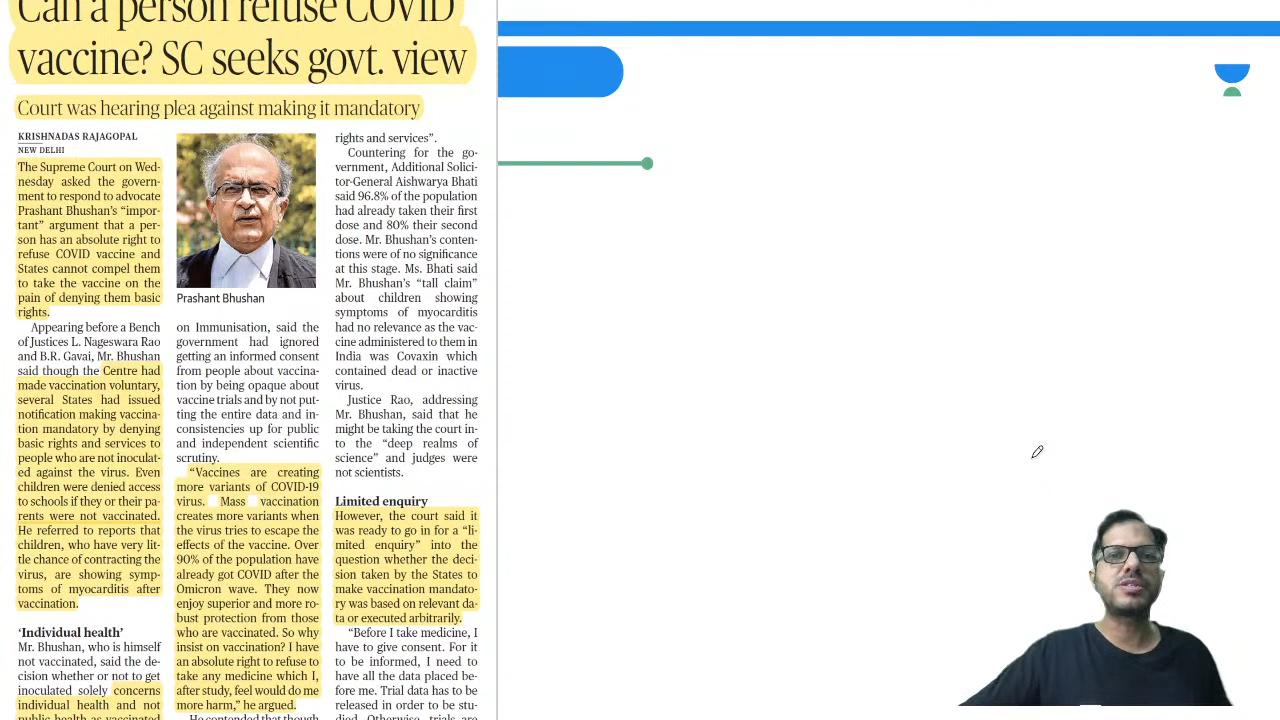 Can a person refuse COVID
vaccine? SC seeks govt. view
Court was hearing plea against making it mandatory
KRISHNADAS RAJAGOPAL
NEW DELHI
The Supreme Court on Wed-
nesday asked the govern-
ment to respond to advocate
Prashant Bhushan's “impor-
tant” argument that a per-
son has an absolute right to
refuse COVID vaccine and
States cannot compel them
to take the vaccine on the
pain of denying them basic
rights.
Appearing before a Bench
of Justices L. Nageswara Rao
and B.R. Gavai, Mr. Bhushan
said though the Centre had
made vaccination voluntary,
several States had issued
notification making vaccina-
tion mandatory by denying
basic rights and services to
people who are not inoculat-
ed against the virus. Even
children were denied access
to schools if they or their pa-
rents were not vaccinated.
He referred to reports that
children, who have very lit-
tle chance of contracting the
virus, are showing symp-
toms of myocarditis after
vaccination.
‘Individual health’
Mr. Bhushan, who is himself
not vaccinated, said the de-
cision whether or not to get
inoculated solely concerns
individual health and not
public health as vaccinated
Prashant Bhushan
on Immunisation, said the
government had ignored
getting an informed consent
from people about vaccina-
tion by being opaque about
vaccine trials and by not put-
ting the entire data and in-
consistencies up for public
and independent scientific
scrutiny.
“Vaccines are creating
more variants of COVID-19
virus. Mass vaccination
creates more variants when
the virus tries to escape the
effects of the vaccine. Over
90% of the population have
already got COVID after the
Omicron wave. They now
enjoy superior and more ro-
bust protection from those
who are vaccinated. So why
insist on vaccination? I have
an absolute right to refuse to
take any medicine which I,
after study, feel would do me
more harm,” he argued.
He contended that though
rights and services”.
Countering for the go-
vernment, Additional Solici-
tor-General Aishwarya Bhati
said 96.8% of the population
had already taken their first
dose and 80% their second
dose. Mr. Bhushan's conten-
tions were of no significance
at this stage. Ms. Bhati said
Mr. Bhushan's “tall claim”
about children showing
symptoms of myocarditis
had no relevance as the vac-
cine administered to them in
India was Covaxin which
contained dead or inactive
virus.
Justice Rao, addressing
Mr. Bhushan, said that he
might be taking the court in-
to the “deep realms of
science” and judges were
not scientists.
Limited enquiry
However, the court said it
was ready to go in for a “li-
mited enquiry” into the
question whether the deci-
sion taken by the States to
make vaccination mandato-
ry was based on relevant da-
ta or executed arbitrarily.
“Before I take medicine, I
have to give consent. For it
to be informed, I need to
have all the data placed be-
fore me. Trial data has to be
released in order to be stu-
died. Otherwise, trials are